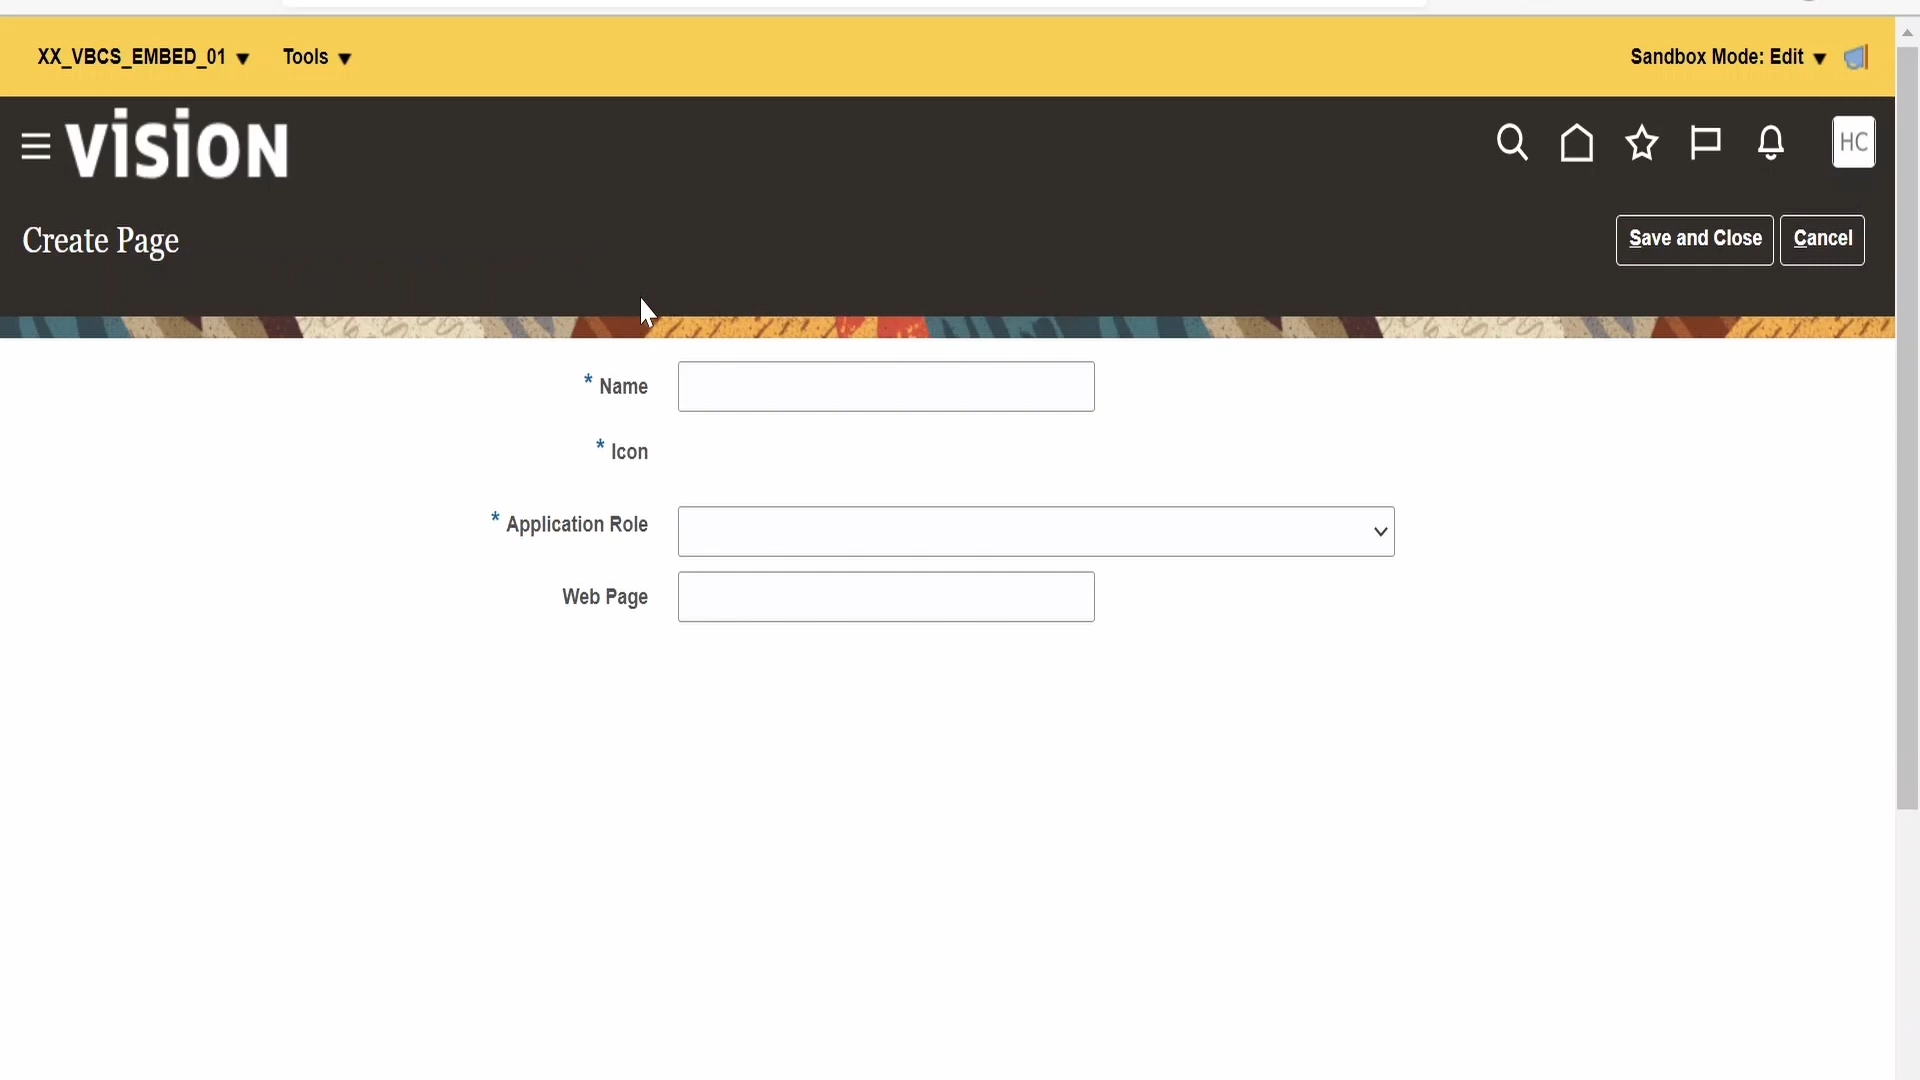 XX_VBCS_EMBED_01 ▼ Tools ▼ Sandbox Mode: Edit ▼
VISION
HC
Create Page
Save and Close Cancel
* Name
* Icon
* Application Role
Web Page